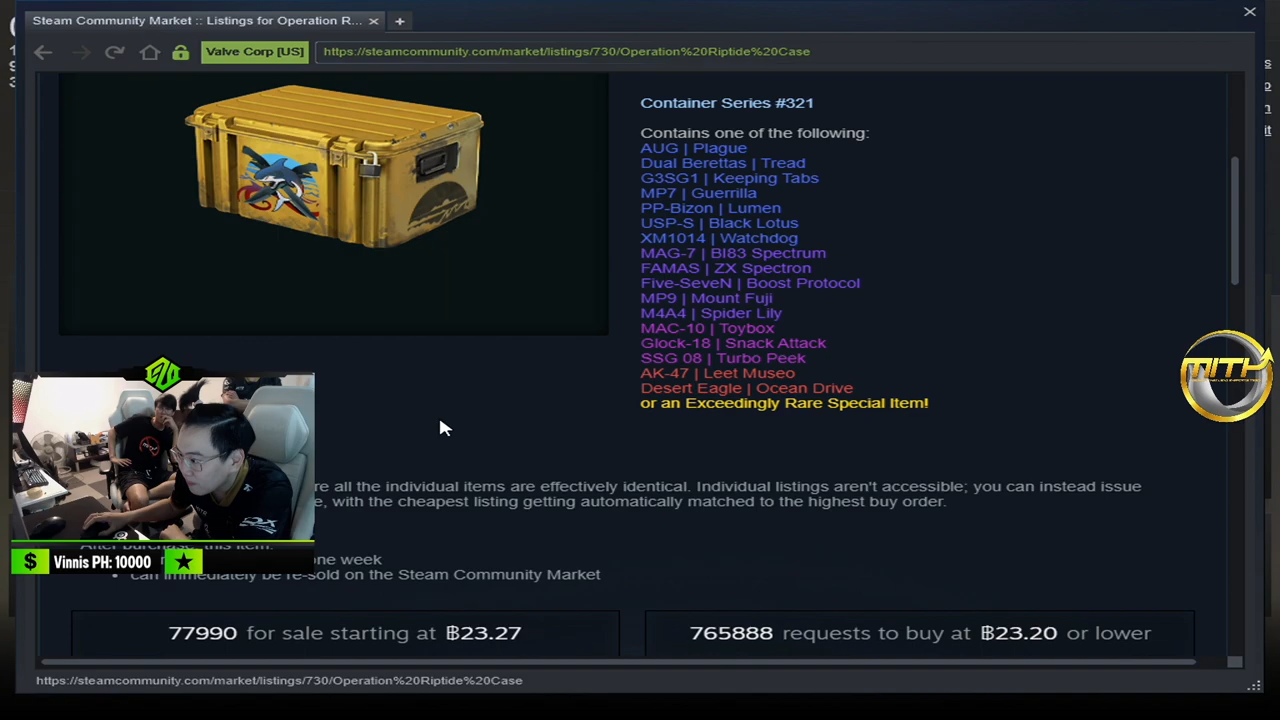 Steam Community Market :: Listings for Operation R...
Valve Corp [US]
https://steamcommunity.com/market/listings/730/Operation%20Riptide%20Case
Container Series #321
Contains one of the following:
AUG | Plague
Dual Berettas | Tread
G3SG1 | Keeping Tabs
MP7 | Guerrilla
PP-Bizon | Lumen
USP-S | Black Lotus
XM1014 | Watchdog
MAG-7 | BI83 Spectrum
FAMAS | ZX Spectron
Five-SeveN | Boost Protocol
MP9 | Mount Fuji
M4A4 | Spider Lily
MAC-10 | Toybox
Glock-18 | Snack Attack
SSG 08 | Turbo Peek
AK-47 | Leet Museo
Desert Eagle | Ocean Drive
or an Exceedingly Rare Special Item!
MITH
re all the individual items are effectively identical. Individual listings aren't accessible; you can instead issue
e, with the cheapest listing getting automatically matched to the highest buy order.
After purchase, this item:
one week
can immediately be re-sold on the Steam Community Market
$ Vinnis PH: 10000
77990 for sale starting at ฿23.27
765888 requests to buy at ฿23.20 or lower
https://steamcommunity.com/market/listings/730/Operation%20Riptide%20Case